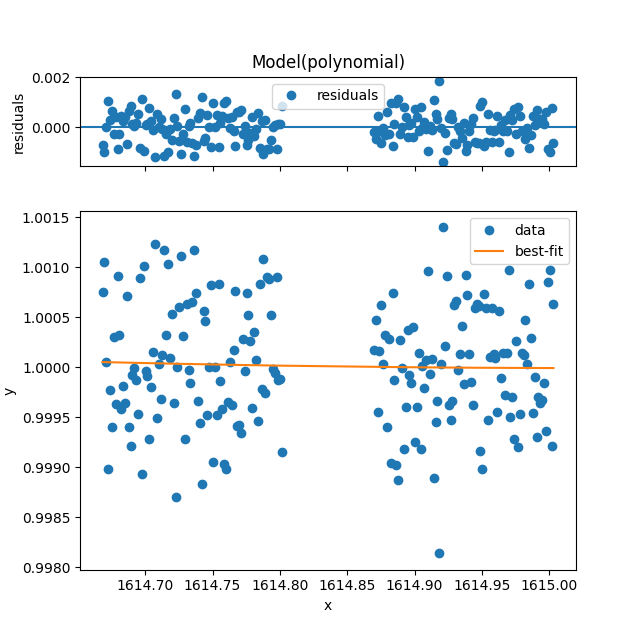 Model(polynomial)
0.002
0.000
residuals
residuals
1.0015
1.0010
1.0005
1.0000
0.9995
0.9990
0.9985
0.9980
y
data
best-fit
1614.70 1614.75 1614.80 1614.85 1614.90 1614.95 1615.00
x